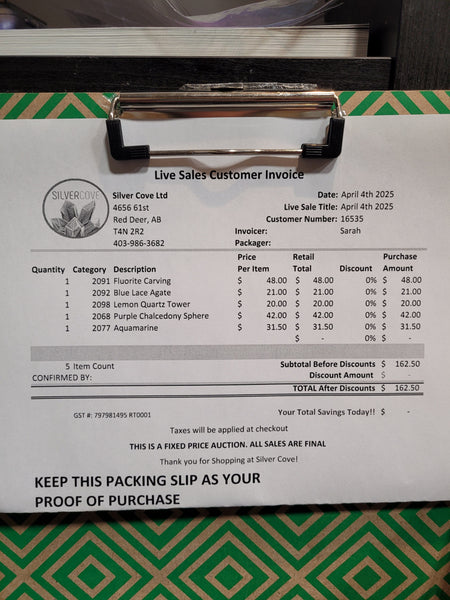 Live Sales Customer Invoice
SILVERCOVE
Silver Cove Ltd
4656 61st
Red Deer, AB
T4N 2R2
403-986-3682
Date: April 4th 2025
Live Sale Title: April 4th 2025
Customer Number: 16535
Invoicer: Sarah
Packager:
Quantity Category Description Price Per Item Retail Total Discount Purchase Amount
1 2091 Fluorite Carving $ 48.00 $ 48.00 0% $ 48.00
1 2092 Blue Lace Agate $ 21.00 $ 21.00 0% $ 21.00
1 2098 Lemon Quartz Tower $ 20.00 $ 20.00 0% $ 20.00
1 2068 Purple Chalcedony Sphere $ 42.00 $ 42.00 0% $ 42.00
1 2077 Aquamarine $ 31.50 $ 31.50 0% $ 31.50
$ - 0% $ -
5 Item Count Subtotal Before Discounts $ 162.50
CONFIRMED BY: Discount Amount $ -
TOTAL After Discounts $ 162.50
GST #: 797981495 RT0001 Your Total Savings Today!! $ -
Taxes will be applied at checkout
THIS IS A FIXED PRICE AUCTION. ALL SALES ARE FINAL
Thank you for Shopping at Silver Cove!
KEEP THIS PACKING SLIP AS YOUR
PROOF OF PURCHASE